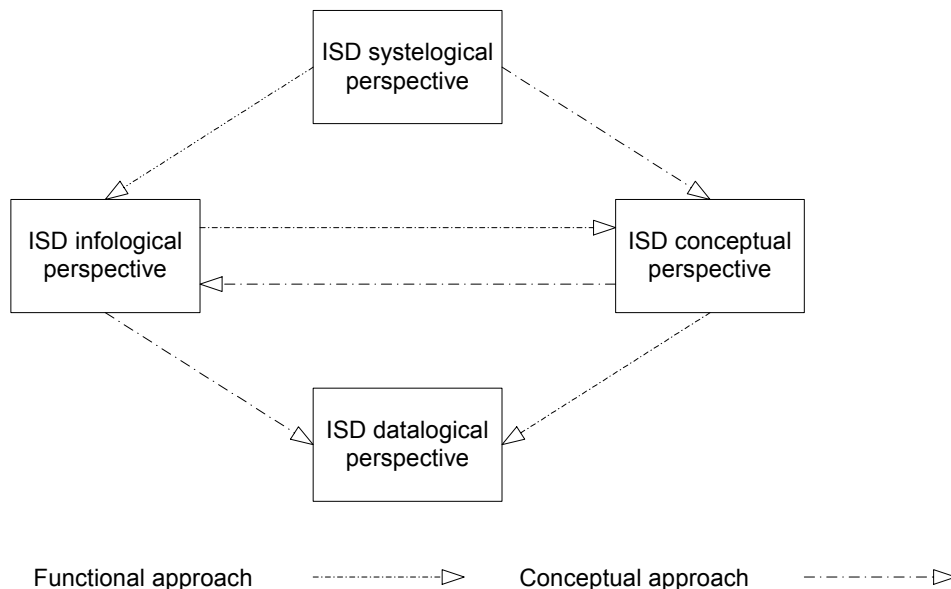 ISD systelogical
perspective
ISD infological
perspective
ISD conceptual
perspective
ISD datalogical
perspective
Functional approach
Conceptual approach